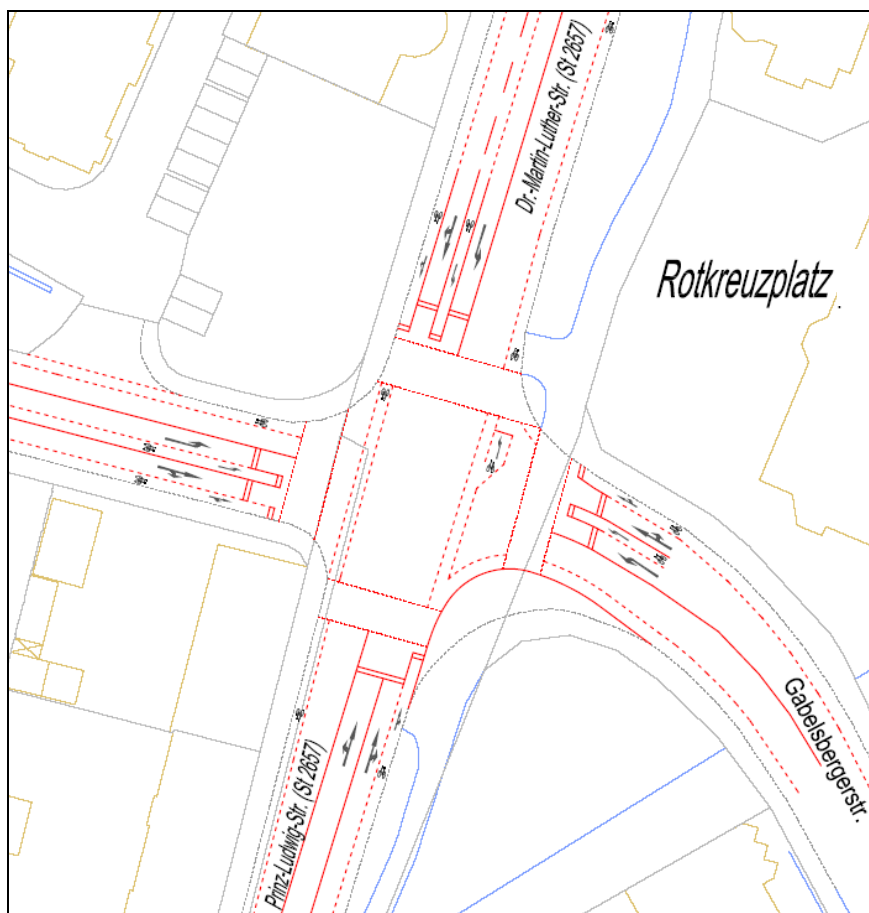 Dr.-Martin-Luther-Str. (St 2657)
Rotkreuzplatz
Gabelsbergerstr.
Prinz-Ludwig-Str. (St 2657)